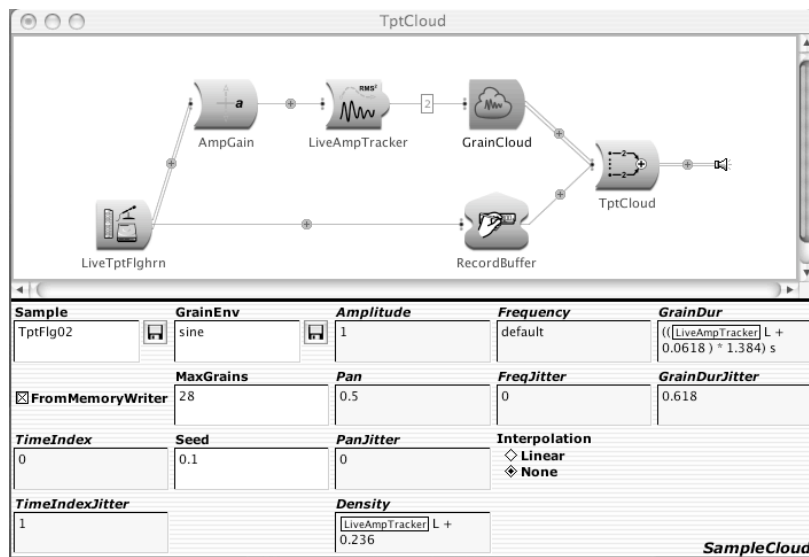 TptCloud
a
RMS²
2
2
AmpGain
LiveAmpTracker
GrainCloud
TptCloud
LiveTptFlghrn
RecordBuffer
Sample
GrainEnv
Amplitude
Frequency
GrainDur
TptFlg02
sine
1
default
((LiveAmpTracker L +
0.0618 ) * 1.384) s
FromMemoryWriter
MaxGrains
Pan
FreqJitter
GrainDurJitter
28
0.5
0
0.618
TimeIndex
Seed
PanJitter
Interpolation
0
0.1
0
Linear
None
TimeIndexJitter
Density
1
LiveAmpTracker L +
0.236
SampleCloud